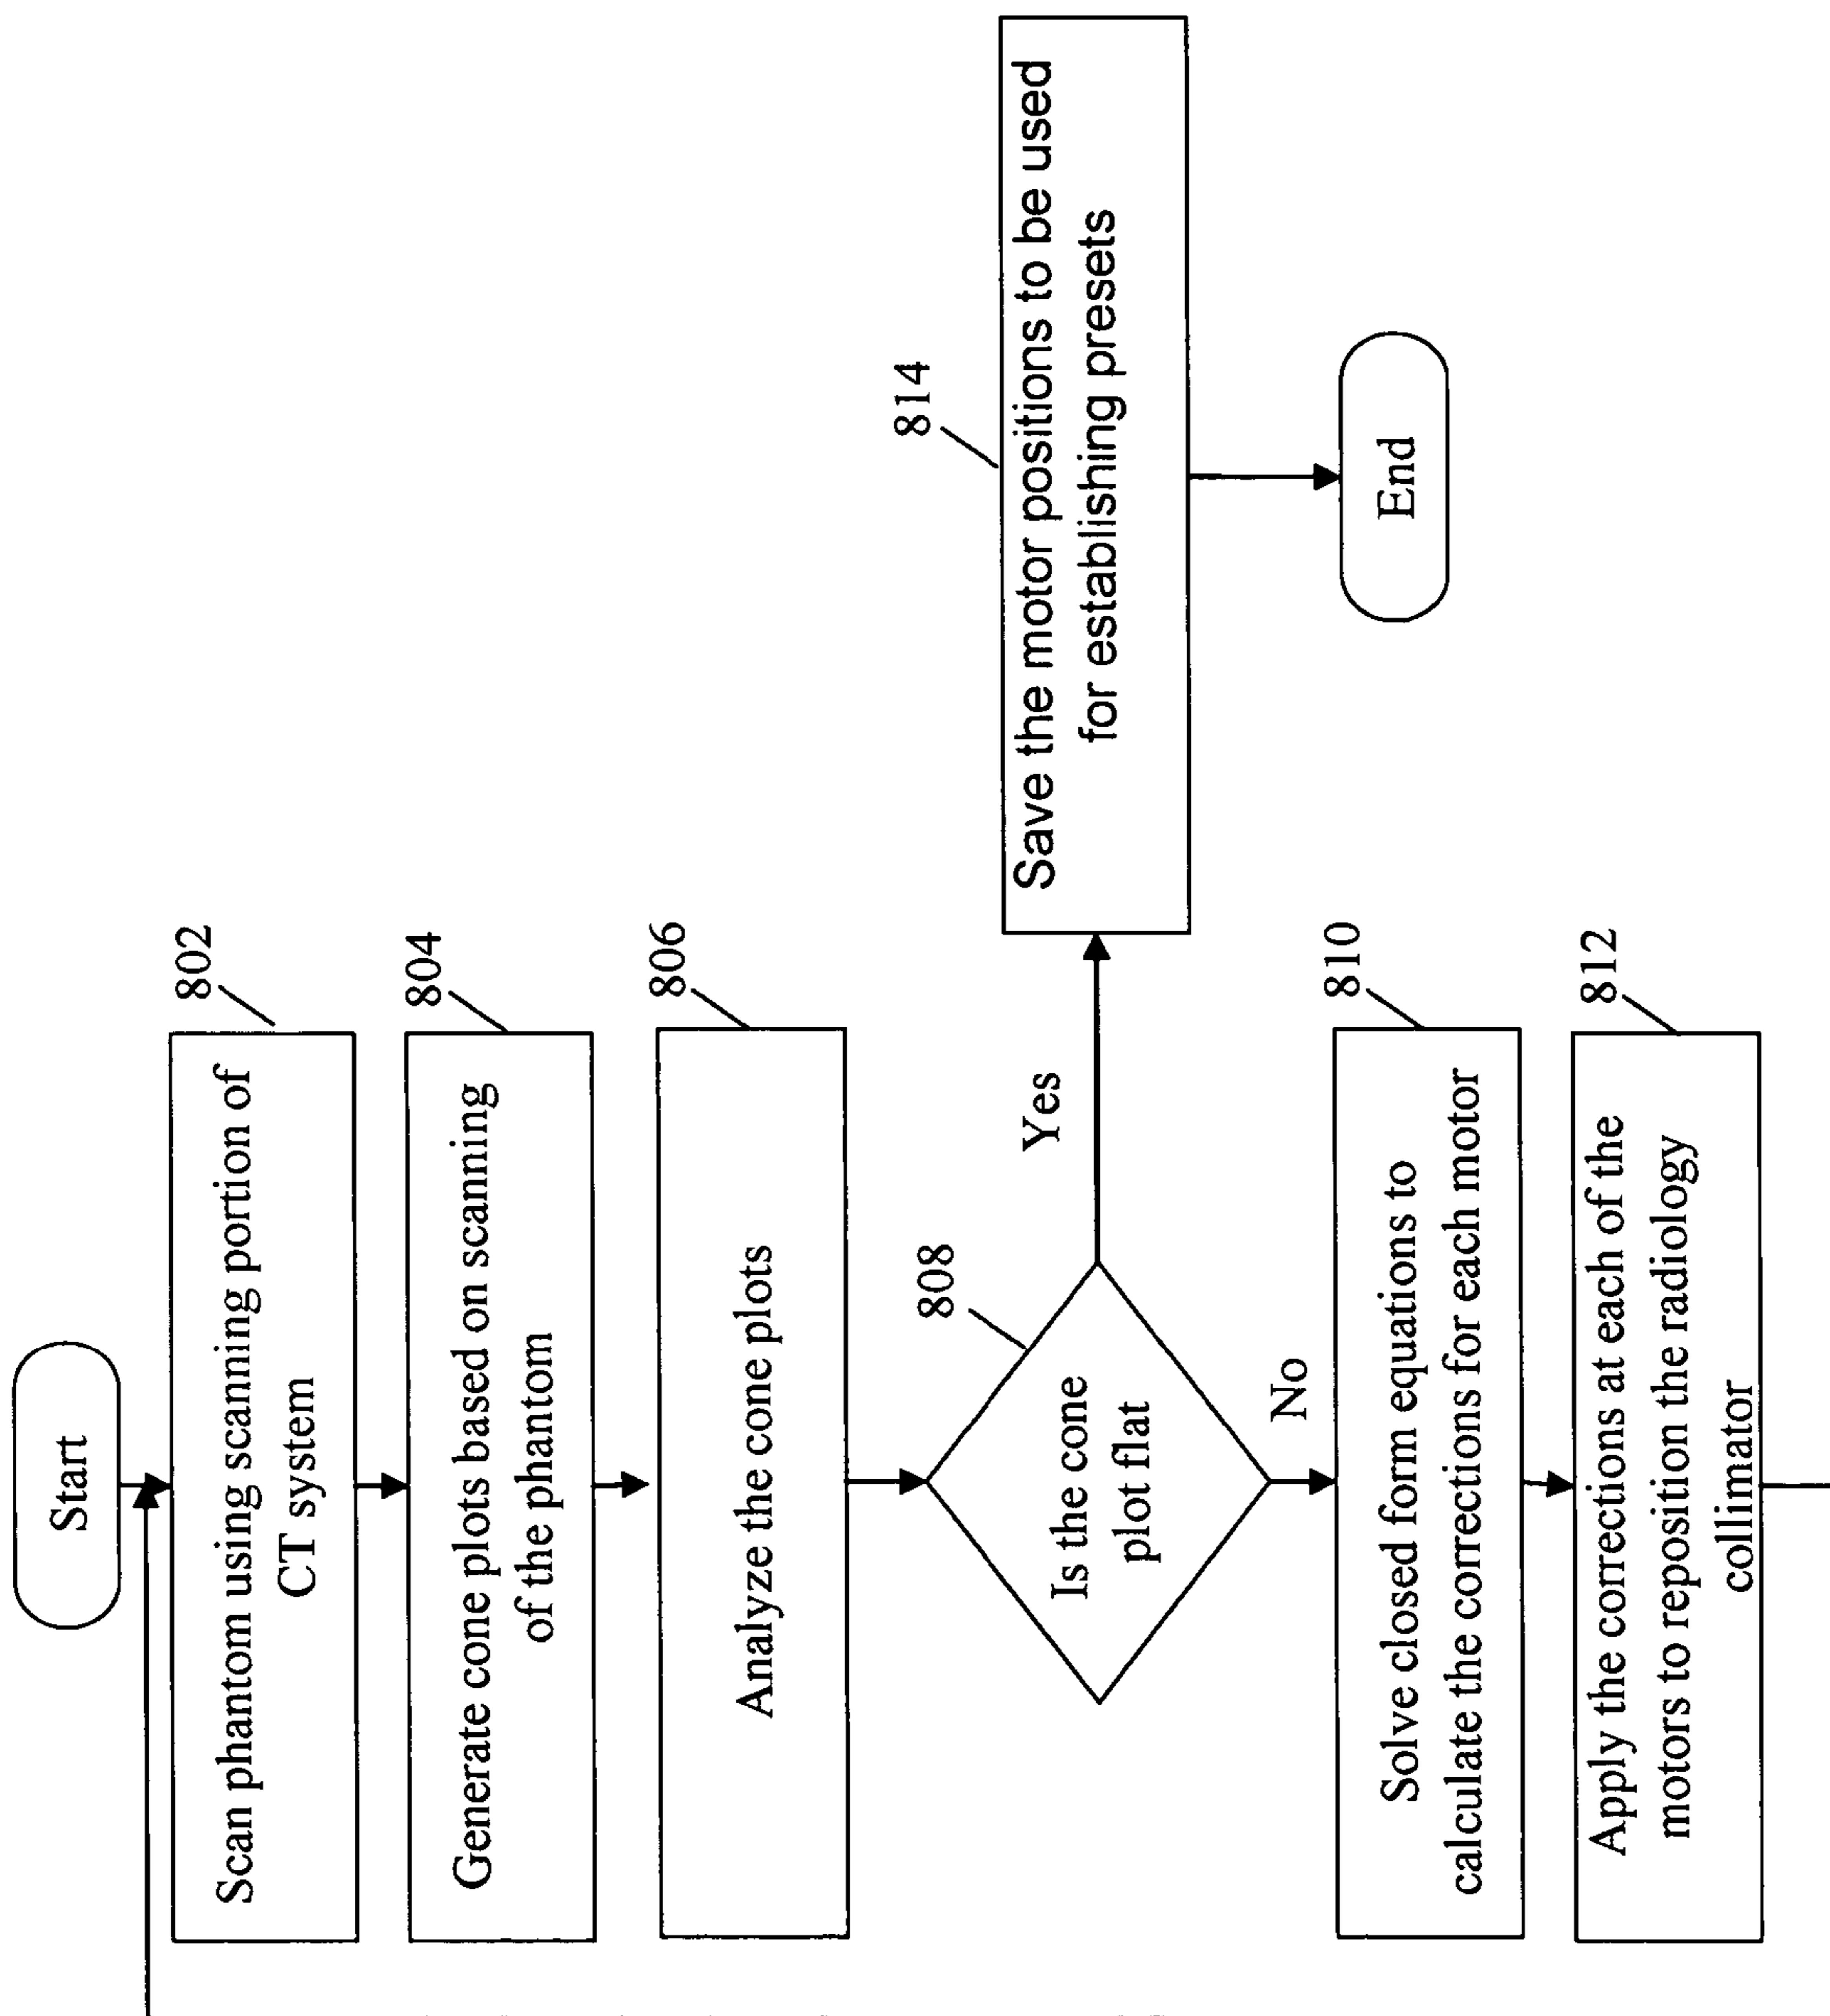 Start
802
Scan phantom using scanning portion of
CT system
804
Generate cone plots based on scanning
of the phantom
806
Analyze the cone plots
808
Is the cone
plot flat
Yes
No
814
Save the motor positions to be used
for establishing presets
End
810
Solve closed form equations to
calculate the corrections for each motor
812
Apply the corrections at each of the
motors to reposition the radiology
collimator